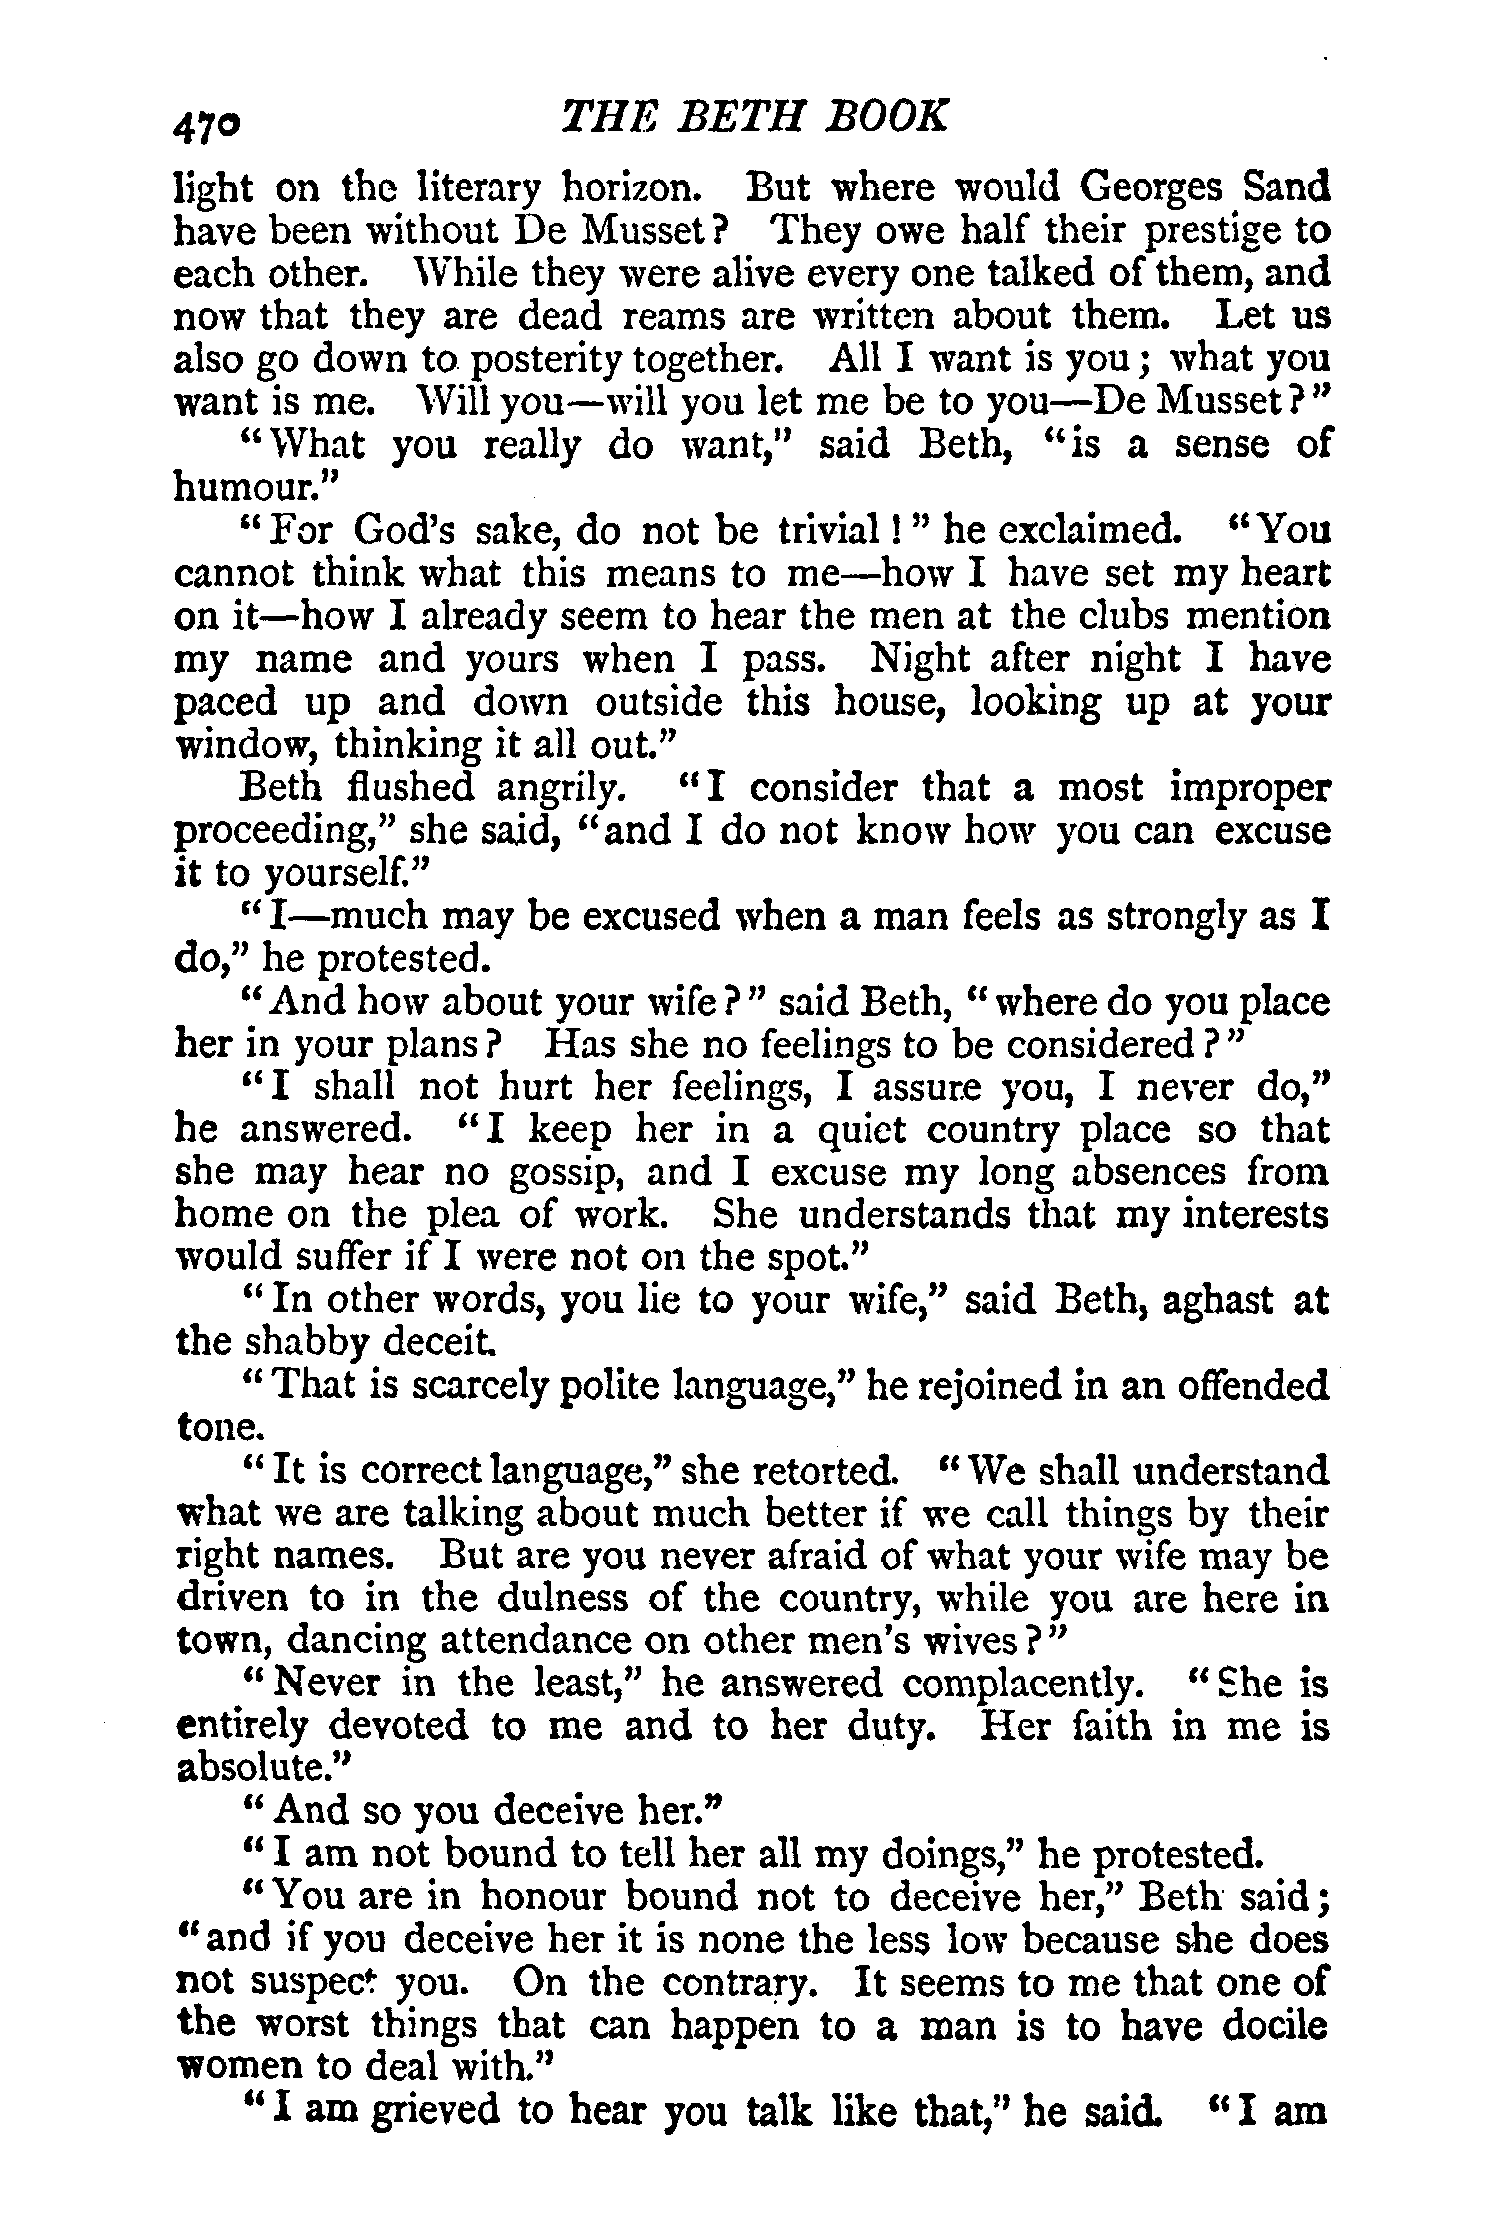 470 THE BETH BOOK
light on the literary horizon. But where would Georges Sand
have been without De Musset? They owe half their prestige to
each other. While they were alive every one talked of them, and
now that they are dead reams are written about them. Let us
also go down to posterity together. All I want is you; what you
want is me. Will you—will you let me be to you—De Musset?"
"What you really do want," said Beth, "is a sense of
humour."
"For God's sake, do not be trivial!" he exclaimed. "You
cannot think what this means to me—how I have set my heart
on it—how I already seem to hear the men at the clubs mention
my name and yours when I pass. Night after night I have
paced up and down outside this house, looking up at your
window, thinking it all out."
Beth flushed angrily. "I consider that a most improper
proceeding," she said, "and I do not know how you can excuse
it to yourself."
"I—much may be excused when a man feels as strongly as I
do," he protested.
"And how about your wife?" said Beth, "where do you place
her in your plans? Has she no feelings to be considered?"
"I shall not hurt her feelings, I assure you, I never do,"
he answered. "I keep her in a quiet country place so that
she may hear no gossip, and I excuse my long absences from
home on the plea of work. She understands that my interests
would suffer if I were not on the spot."
"In other words, you lie to your wife," said Beth, aghast at
the shabby deceit.
"That is scarcely polite language," he rejoined in an offended
tone.
"It is correct language," she retorted. "We shall understand
what we are talking about much better if we call things by their
right names. But are you never afraid of what your wife may be
driven to in the dulness of the country, while you are here in
town, dancing attendance on other men's wives?"
"Never in the least," he answered complacently. "She is
entirely devoted to me and to her duty. Her faith in me is
absolute."
"And so you deceive her."
"I am not bound to tell her all my doings," he protested.
"You are in honour bound not to deceive her," Beth said;
"and if you deceive her it is none the less low because she does
not suspect you. On the contrary. It seems to me that one of
the worst things that can happen to a man is to have docile
women to deal with."
"I am grieved to hear you talk like that," he said. "I am